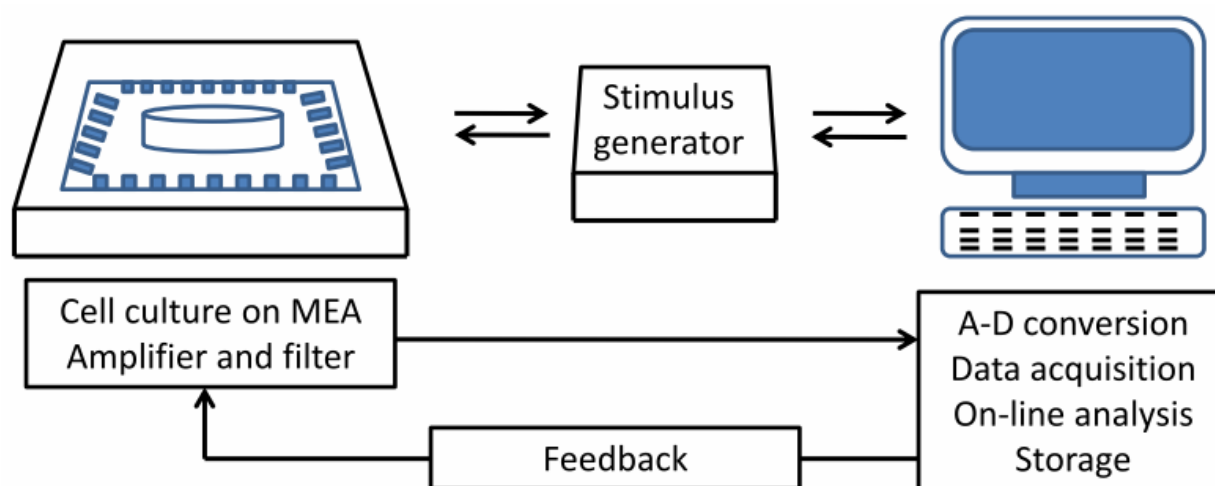 Stimulus
generator
Cell culture on MEA
Amplifier and filter
A-D conversion
Data acquisition
On-line analysis
Storage
Feedback